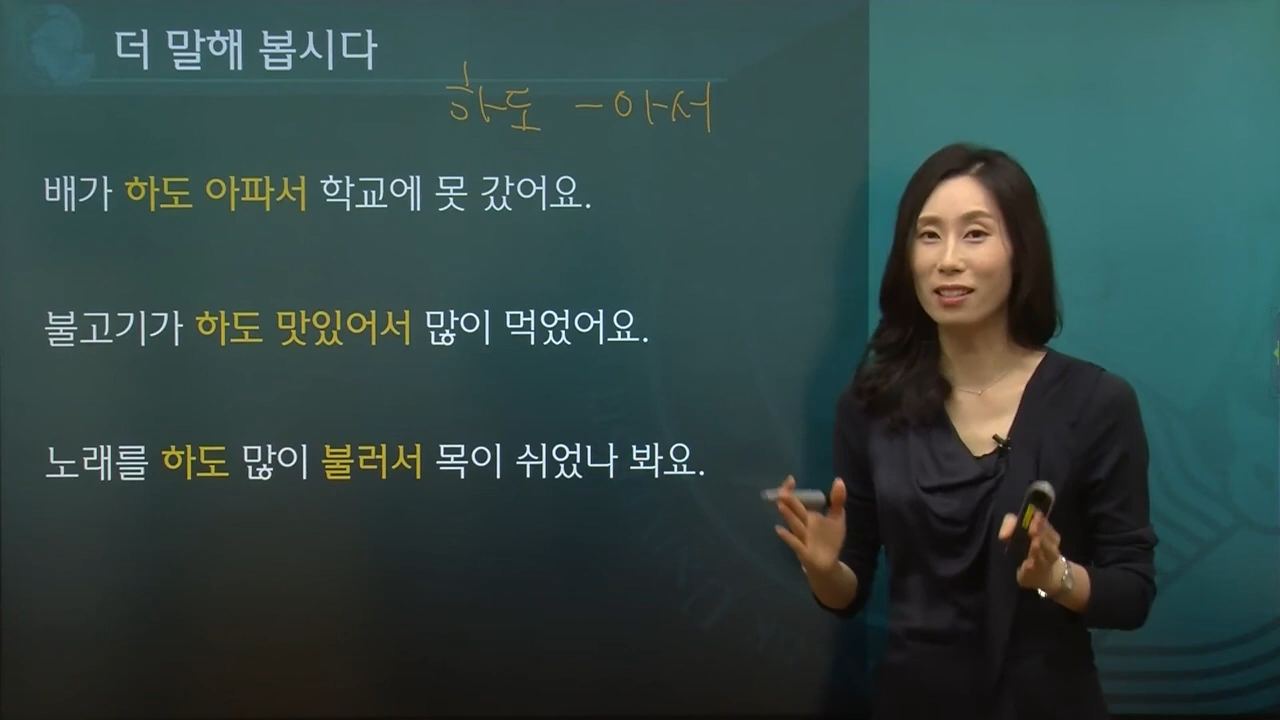 더 말해 봅시다
하도 -아서
배가 하도 아파서 학교에 못 갔어요.
불고기가 하도 맛있어서 많이 먹었어요.
노래를 하도 많이 불러서 목이 쉬었나 봐요.